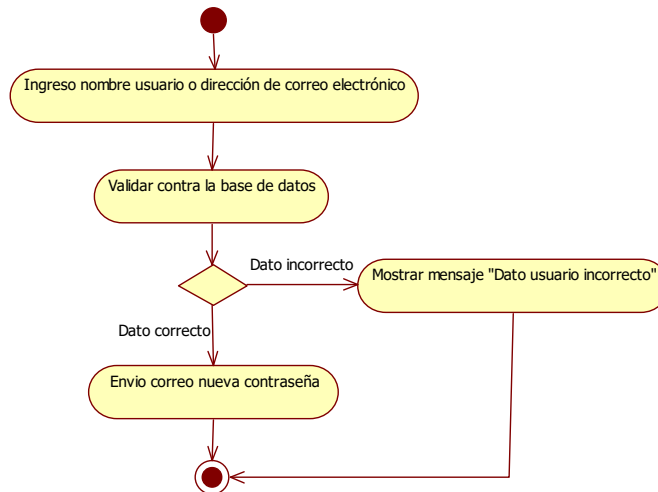 Ingreso nombre usuario o dirección de correo electrónico
Validar contra la base de datos
Dato incorrecto
Mostrar mensaje "Dato usuario incorrecto"
Dato correcto
Envio correo nueva contraseña